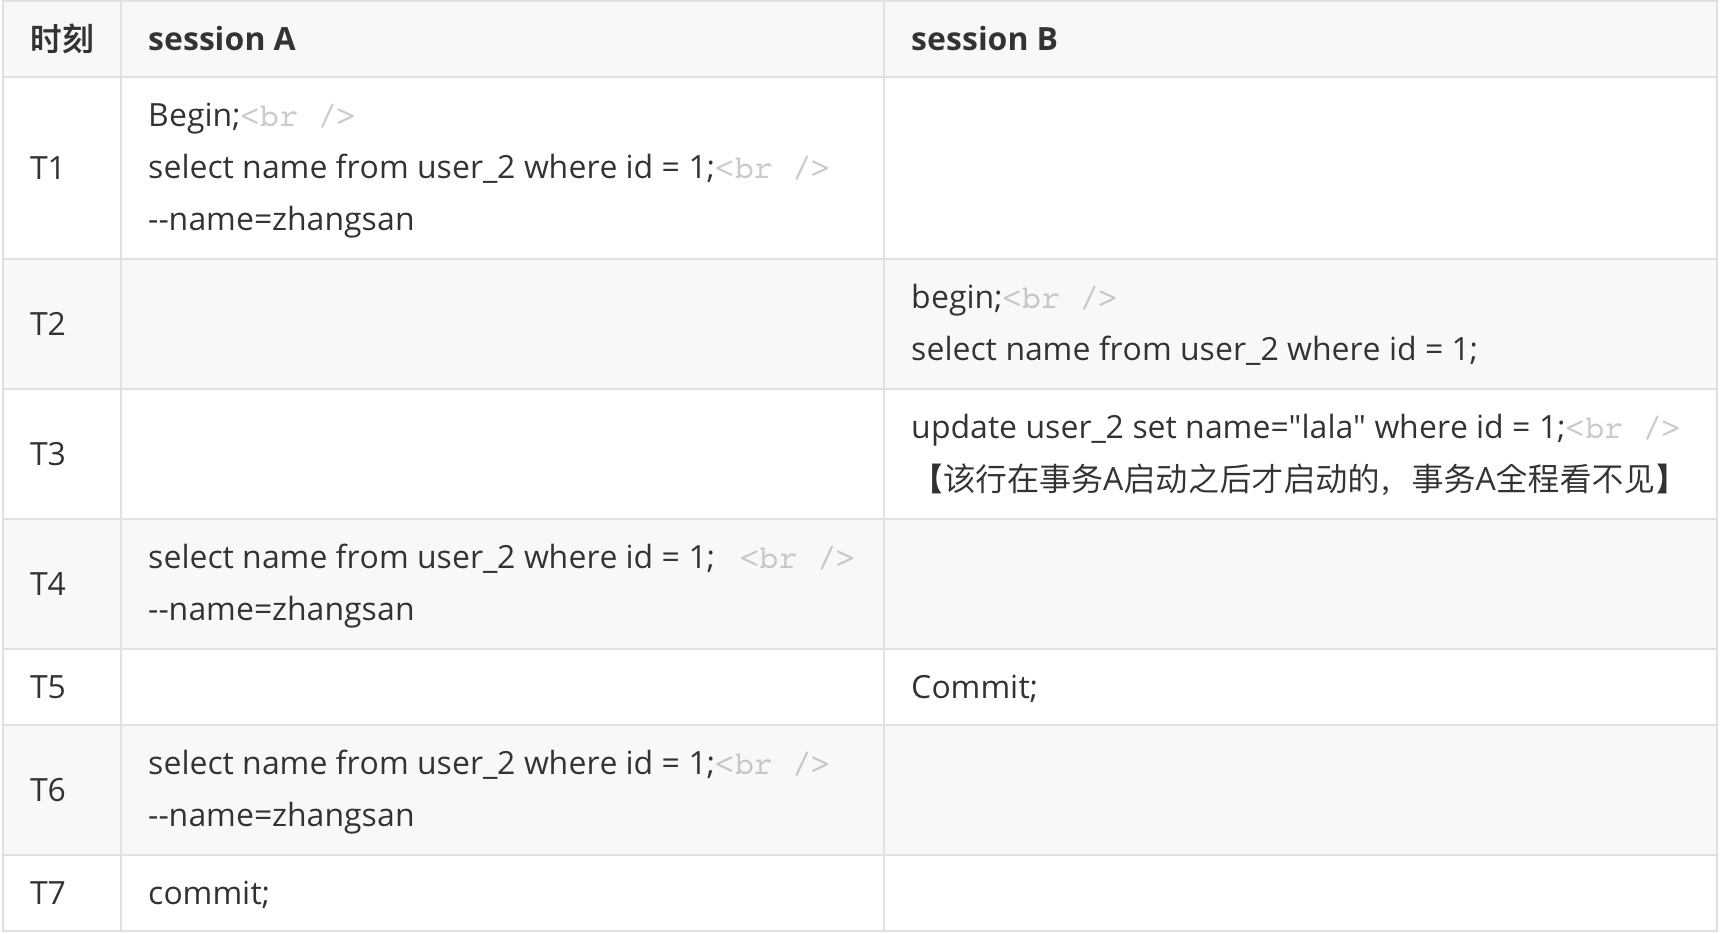 时刻 session A session B
Begin;<br />
T1 select name from user_2 where id = 1;<br />
--name=zhangsan
begin;<br />
T2
select name from user_2 where id = 1;
update user_2 set name="lala" where id = 1;<br />
T3
【该行在事务A启动之后才启动的，事务A全程看不见】
select name from user_2 where id = 1; <br />
T4
--name=zhangsan
T5 Commit;
select name from user_2 where id = 1;<br />
T6
--name=zhangsan
T7 commit;